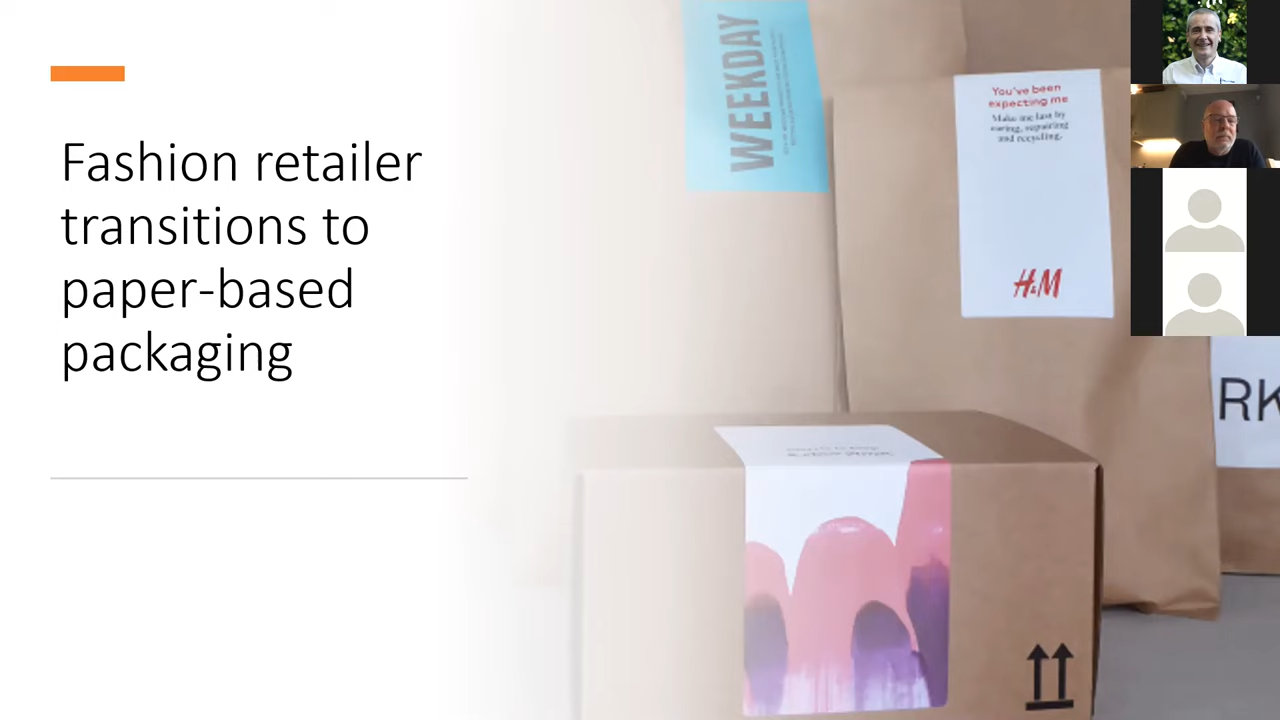 Fashion retailer
transitions to
paper-based
packaging
WEEKDAY
You've been
expecting me
Make me last by
caring, repairing
and recycling.
H&M
RK